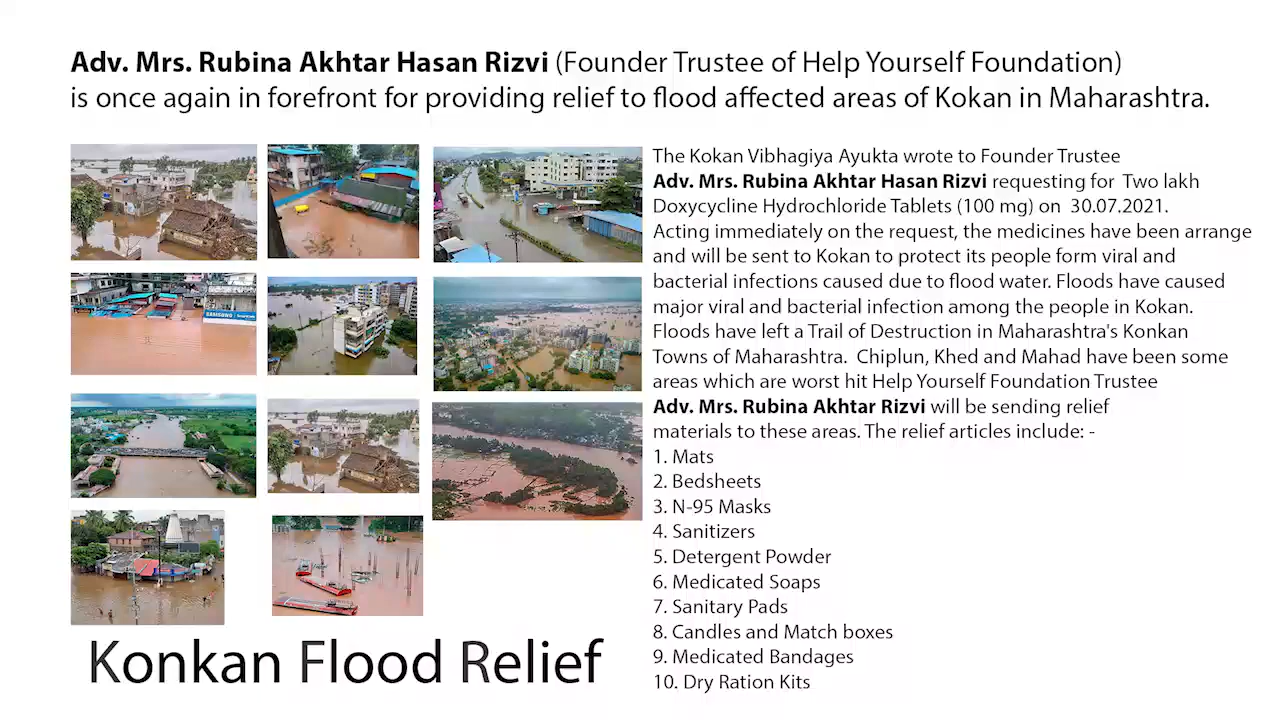 Adv. Mrs. Rubina Akhtar Hasan Rizvi (Founder Trustee of Help Yourself Foundation)
is once again in forefront for providing relief to flood affected areas of Kokan in Maharashtra.
The Kokan Vibhagiya Ayukta wrote to Founder Trustee
Adv. Mrs. Rubina Akhtar Hasan Rizvi requesting for Two lakh
Doxycycline Hydrochloride Tablets (100 mg) on 30.07.2021.
Acting immediately on the request, the medicines have been arrange
and will be sent to Kokan to protect its people form viral and
bacterial infections caused due to flood water. Floods have caused
major viral and bacterial infection among the people in Kokan.
Floods have left a Trail of Destruction in Maharashtra's Konkan
Towns of Maharashtra. Chiplun, Khed and Mahad have been some
areas which are worst hit Help Yourself Foundation Trustee
Adv. Mrs. Rubina Akhtar Rizvi will be sending relief
materials to these areas. The relief articles include: -
1. Mats
2. Bedsheets
3. N-95 Masks
4. Sanitizers
5. Detergent Powder
6. Medicated Soaps
7. Sanitary Pads
8. Candles and Match boxes
9. Medicated Bandages
10. Dry Ration Kits
SAMSUNG
Konkan Flood Relief